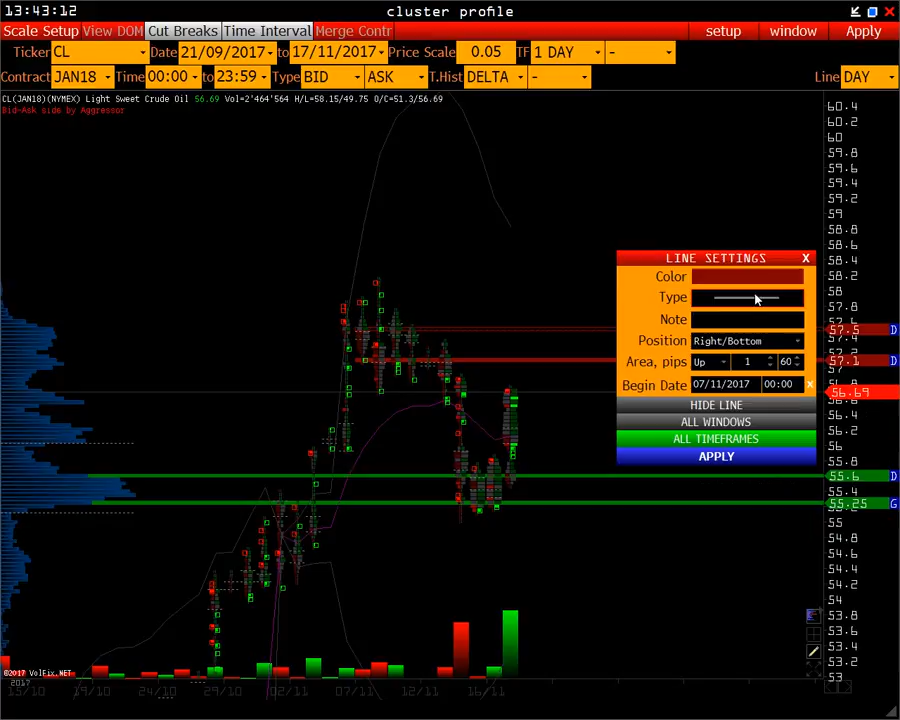 13:43:12 cluster profile
Scale Setup View DOM Cut Breaks Time Interval Merge Contr setup window Apply
Ticker CL Date 21/09/2017 to 17/11/2017 Price Scale 0.05 TF 1 DAY -
Contract JAN18 Time 00:00 to 23:59 Type BID ASK T.Hist DELTA - Line DAY
CL(JAN18)(NYMEX) Light Sweet Crude Oil 56.69 Vol=2'464'564 H/L=58.15/49.75 O/C=51.3/56.69
Bid-Ask side by Aggressor
60.4
60.2
60
59.8
59.6
59.4
59.2
59
58.8
58.6
58.4
58.2
58
57.8
57.6
57.5 D
57.4
57.2
57.1 D
57
56.69
56.6
56.4
56.2
56
55.8
55.6 D
55.4
55.25 G
55
54.8
54.6
54.4
54.2
54
53.8
53.6
53.4
53.2
53
LINE SETTINGS X
Color
Type
Note
Position Right/Bottom
Area, pips Up 1 60
Begin Date 07/11/2017 00:00 x
HIDE LINE
ALL WINDOWS
ALL TIMEFRAMES
APPLY
©2017 VolFix.NET
2017
15/10 19/10 24/10 29/10 02/11 07/11 12/11 16/11